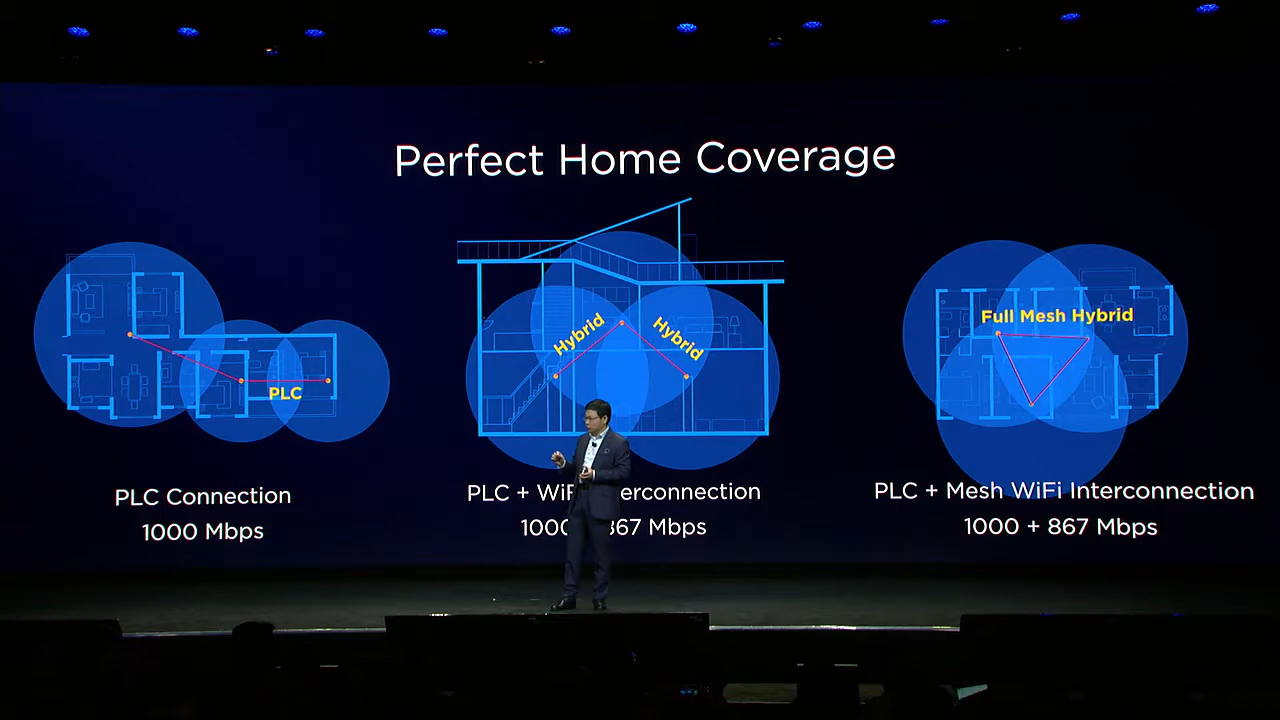 Perfect Home Coverage
PLC
Hybrid
Hybrid
Full Mesh Hybrid
PLC Connection
1000 Mbps
PLC + WiF erconnection
1000 867 Mbps
PLC + Mesh WiFi Interconnection
1000 + 867 Mbps